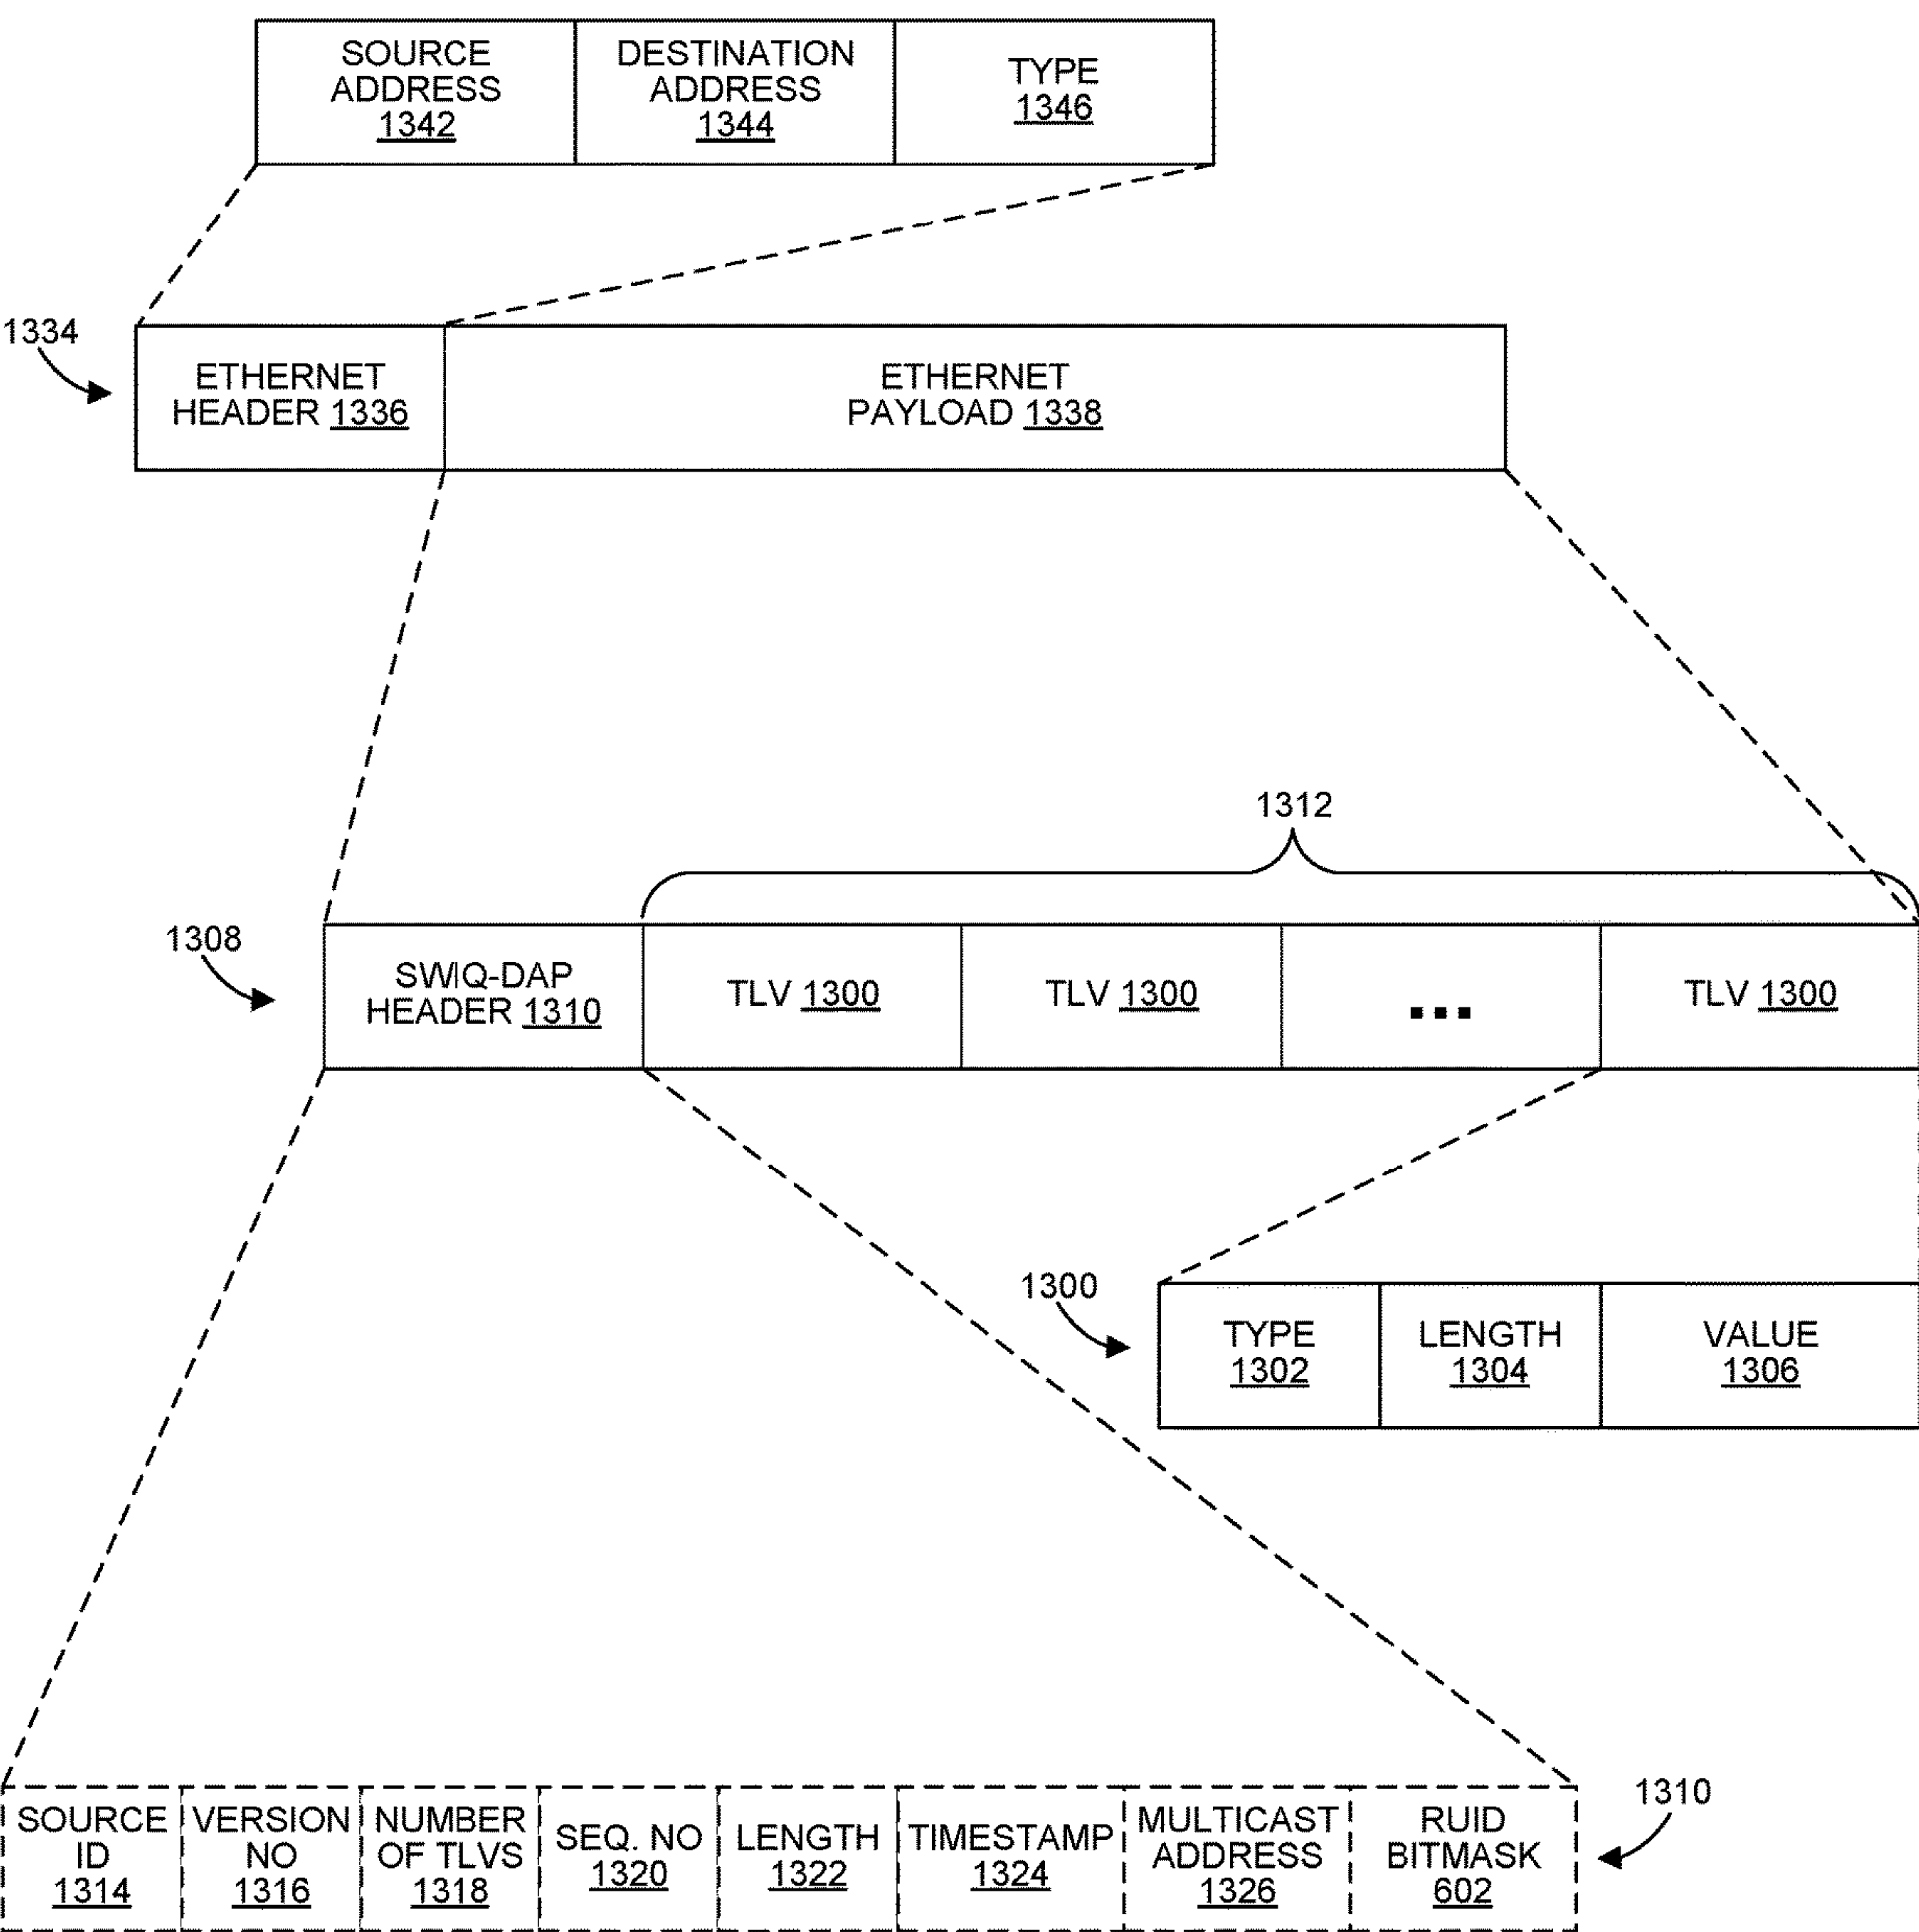 SOURCE
ADDRESS
1342
DESTINATION
ADDRESS
1344
TYPE
1346
1334
ETHERNET
HEADER 1336
ETHERNET
PAYLOAD 1338
1312
1308
SWIQ-DAP
HEADER 1310
TLV 1300
TLV 1300
...
TLV 1300
1300
TYPE
1302
LENGTH
1304
VALUE
1306
SOURCE
ID
1314
VERSION
NO
1316
NUMBER
OF TLVS
1318
SEQ. NO
1320
LENGTH
1322
TIMESTAMP
1324
MULTICAST
ADDRESS
1326
RUID
BITMASK
602
1310